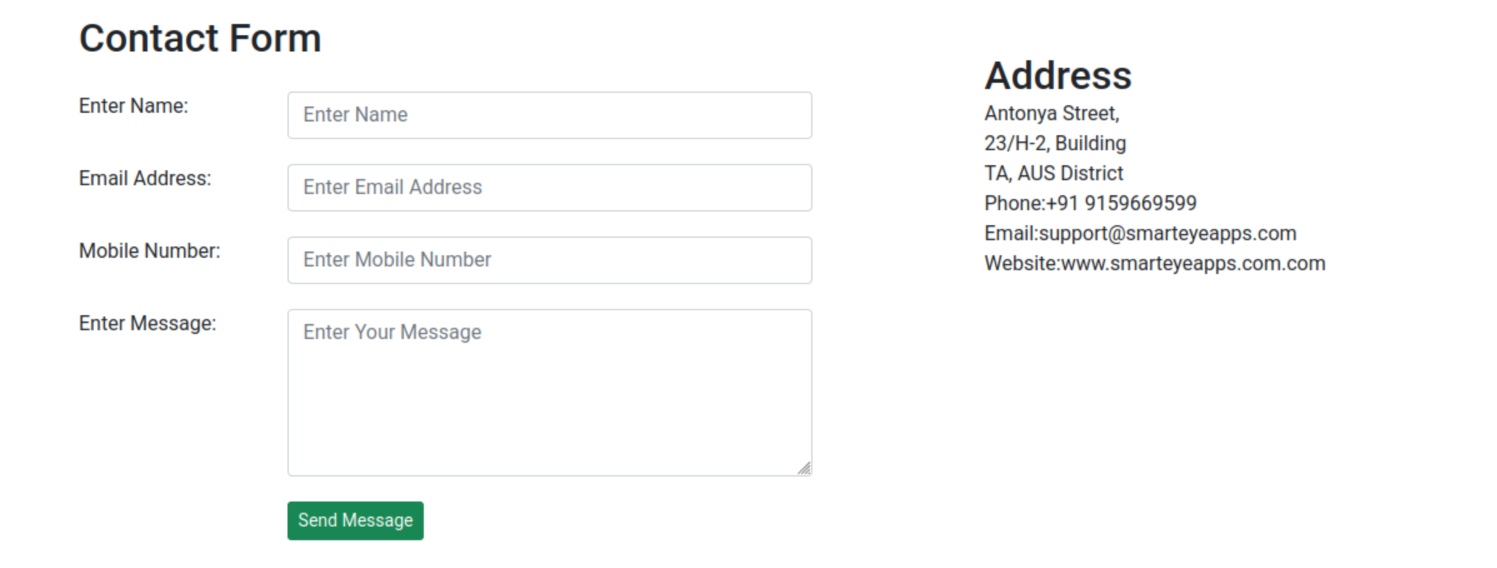 Contact Form
Enter Name:
Enter Name
Email Address:
Enter Email Address
Mobile Number:
Enter Mobile Number
Enter Message:
Enter Your Message
Send Message
Address
Antonya Street,
23/H-2, Building
TA, AUS District
Phone:+91 9159669599
Email:support@smarteyeapps.com
Website:www.smarteyeapps.com.com